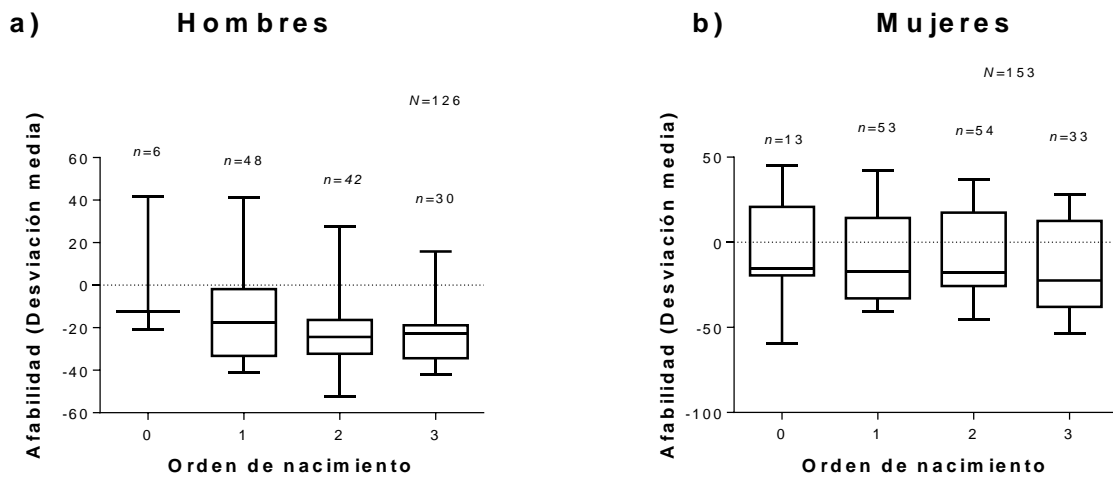 a) Hombres
N=126
n=6
n=48
n=42
n=30
Afabilidad (Desviación media)
60
40
20
0
-20
-40
-60
0 1 2 3
Orden de nacimiento
b) Mujeres
N=153
n=13
n=53
n=54
n=33
Afabilidad (Desviación media)
50
0
-50
-100
0 1 2 3
Orden de nacimiento